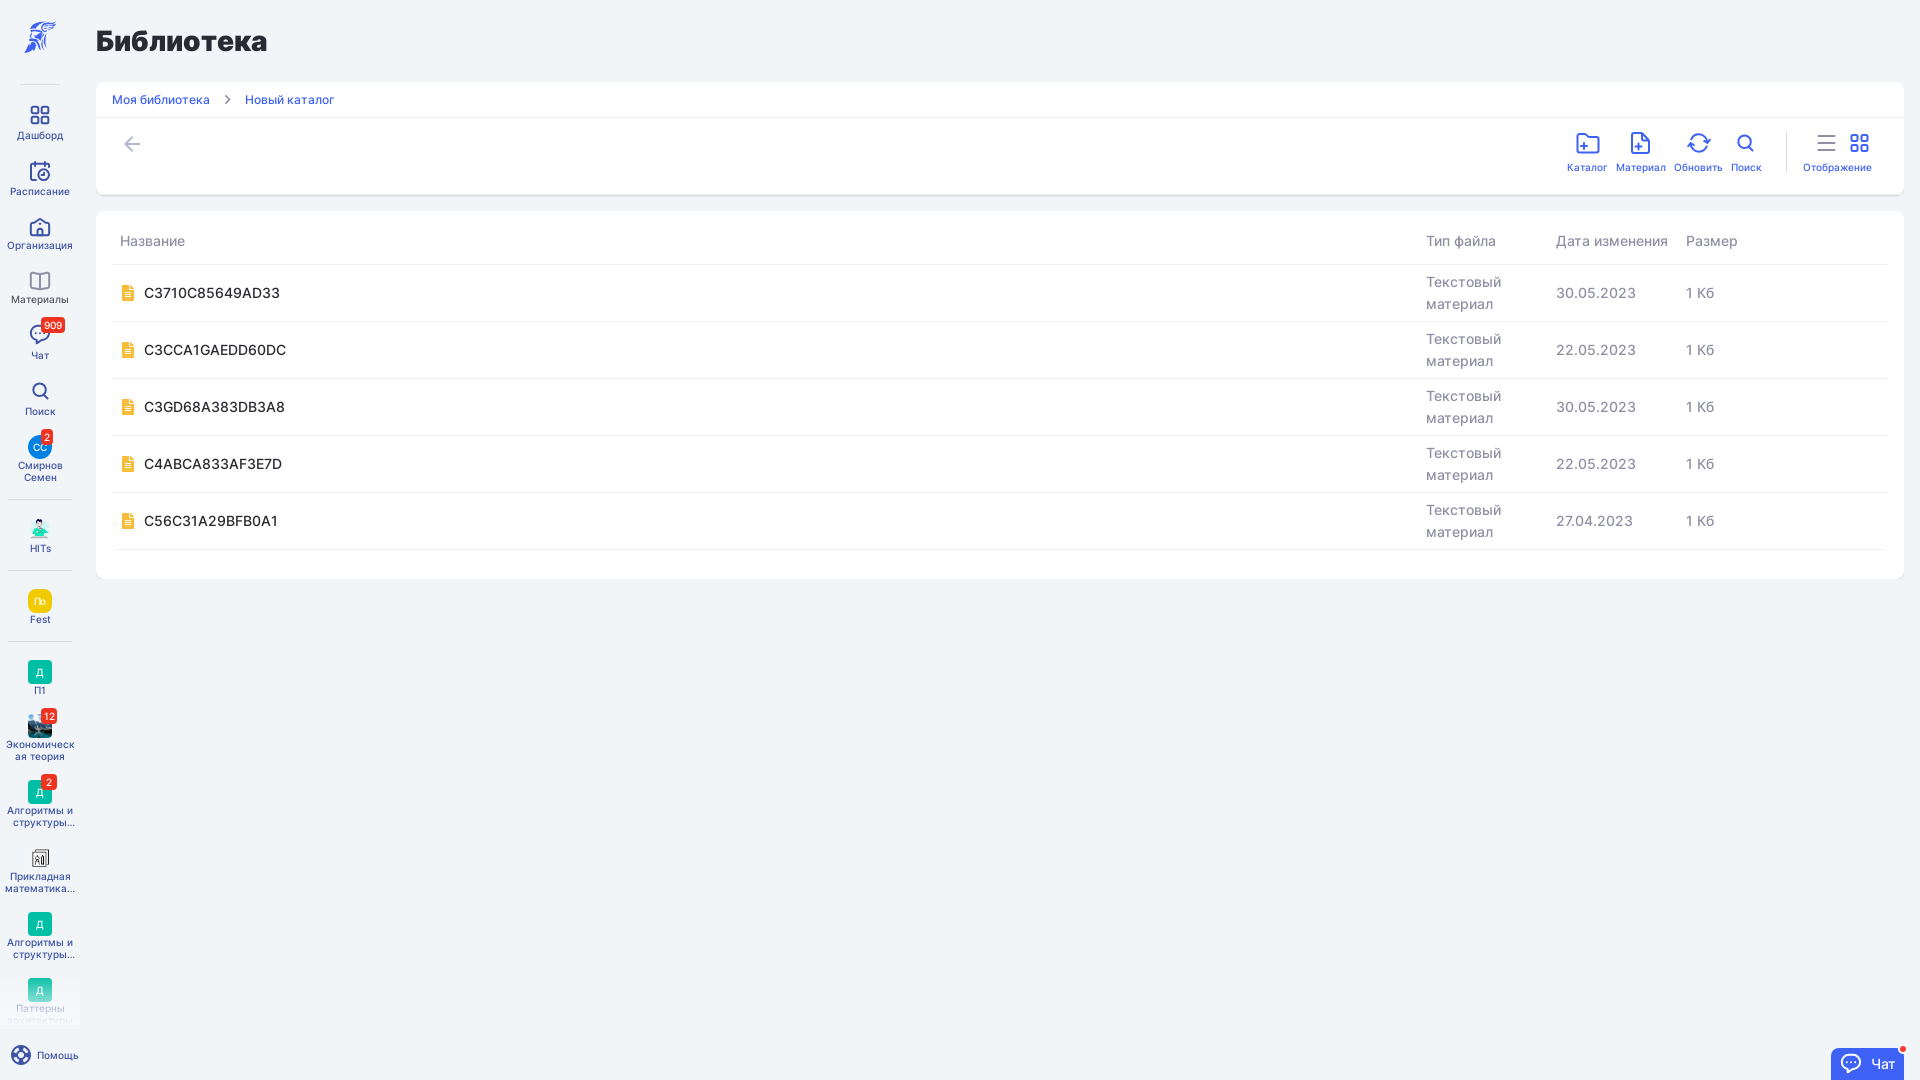 Библиотека
Моя библиотека
Новый каталог
Каталог
Материал
Обновить
Поиск
Отображение
Название
Тип файла
Дата изменения
Размер
C3710C85649AD33
Текстовый
материал
30.05.2023
1 Кб
C3CCA1GAEDD60DC
Текстовый
материал
22.05.2023
1 Кб
C3GD68A383DB3A8
Текстовый
материал
30.05.2023
1 Кб
C4ABCA833AF3E7D
Текстовый
материал
22.05.2023
1 Кб
C56C31A29BFB0A1
Текстовый
материал
27.04.2023
1 Кб
Дашборд
Расписание
Организация
Материалы
909
Чат
Поиск
2
СС
Смирнов
Семен
HITs
По
Fest
Д
П1
12
Экономическ
ая теория
2
Д
Алгоритмы и
структуры...
Прикладная
математика...
Д
Алгоритмы и
структуры...
Д
Паттерны
Помощь
Чат